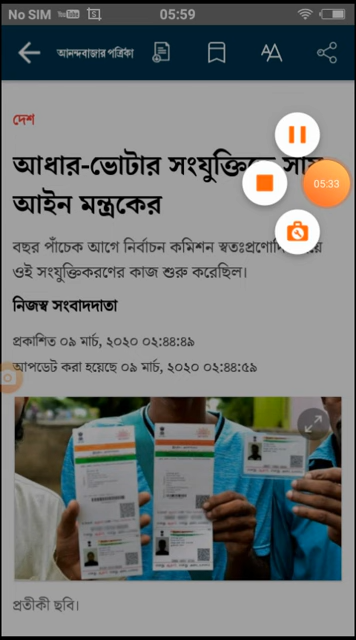 No SIM YouTube S 05:59
আনন্দবাজার পত্রিকা AA
দেশ
আধার-ভোটার
আইন মন্ত্রকের
05:33
বছর পাঁচেক আগে নির্বাচন কমিশন
ওই সংযুক্তিকরণের কাজ শুরু করেছিল।
নিজস্ব সংবাদদাতা
প্রকাশিত ০৯ মার্চ, ২০২০ ০২:৪৪:৪৯
আপডেট করা হয়েছে ০৯ মার্চ, ২০২০ ০২:৪৪:৫৯
প্রতীকী ছবি।